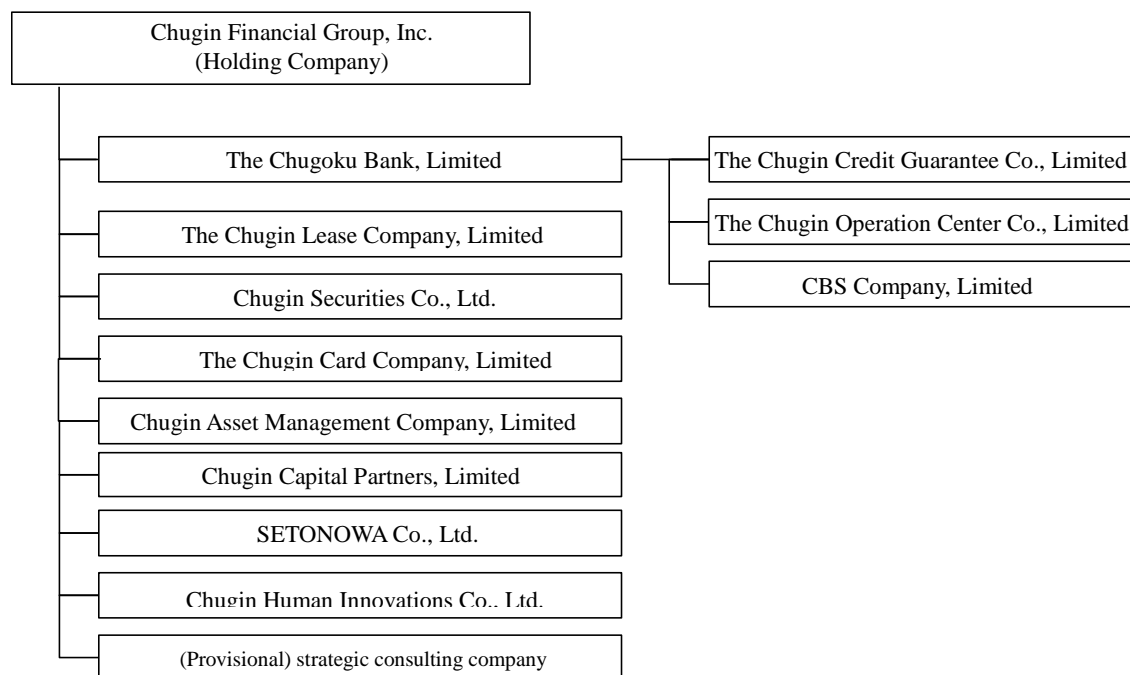 Chugin Financial Group, Inc.
(Holding Company)
The Chugoku Bank, Limited
The Chugin Credit Guarantee Co., Limited
The Chugin Lease Company, Limited
The Chugin Operation Center Co., Limited
Chugin Securities Co., Ltd.
CBS Company, Limited
The Chugin Card Company, Limited
Chugin Asset Management Company, Limited
Chugin Capital Partners, Limited
SETONOWA Co., Ltd.
Chugin Human Innovations Co., Ltd.
(Provisional) strategic consulting company